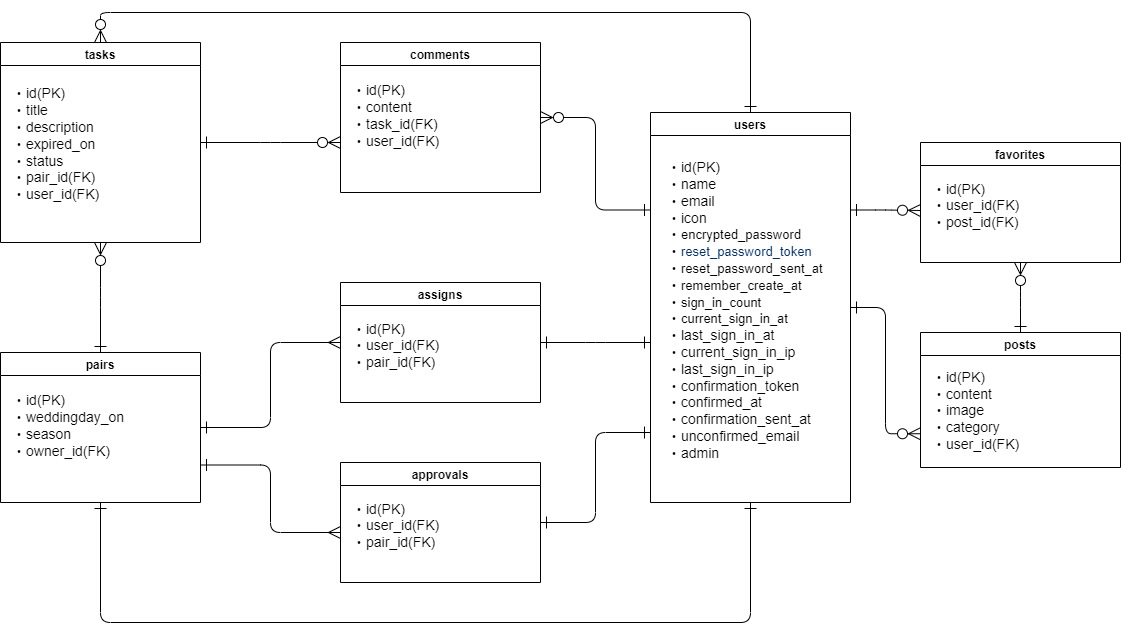 tasks
• id(PK)
• title
• description
• expired_on
• status
• pair_id(FK)
• user_id(FK)
comments
• id(PK)
• content
• task_id(FK)
• user_id(FK)
users
• id(PK)
• name
• email
• icon
• encrypted_password
• reset_password_token
• reset_password_sent_at
• remember_create_at
• sign_in_count
• current_sign_in_at
• last_sign_in_at
• current_sign_in_ip
• last_sign_in_ip
• confirmation_token
• confirmed_at
• confirmation_sent_at
• unconfirmed_email
• admin
favorites
• id(PK)
• user_id(FK)
• post_id(FK)
assigns
• id(PK)
• user_id(FK)
• pair_id(FK)
pairs
• id(PK)
• weddingday_on
• season
• owner_id(FK)
posts
• id(PK)
• content
• image
• category
• user_id(FK)
approvals
• id(PK)
• user_id(FK)
• pair_id(FK)